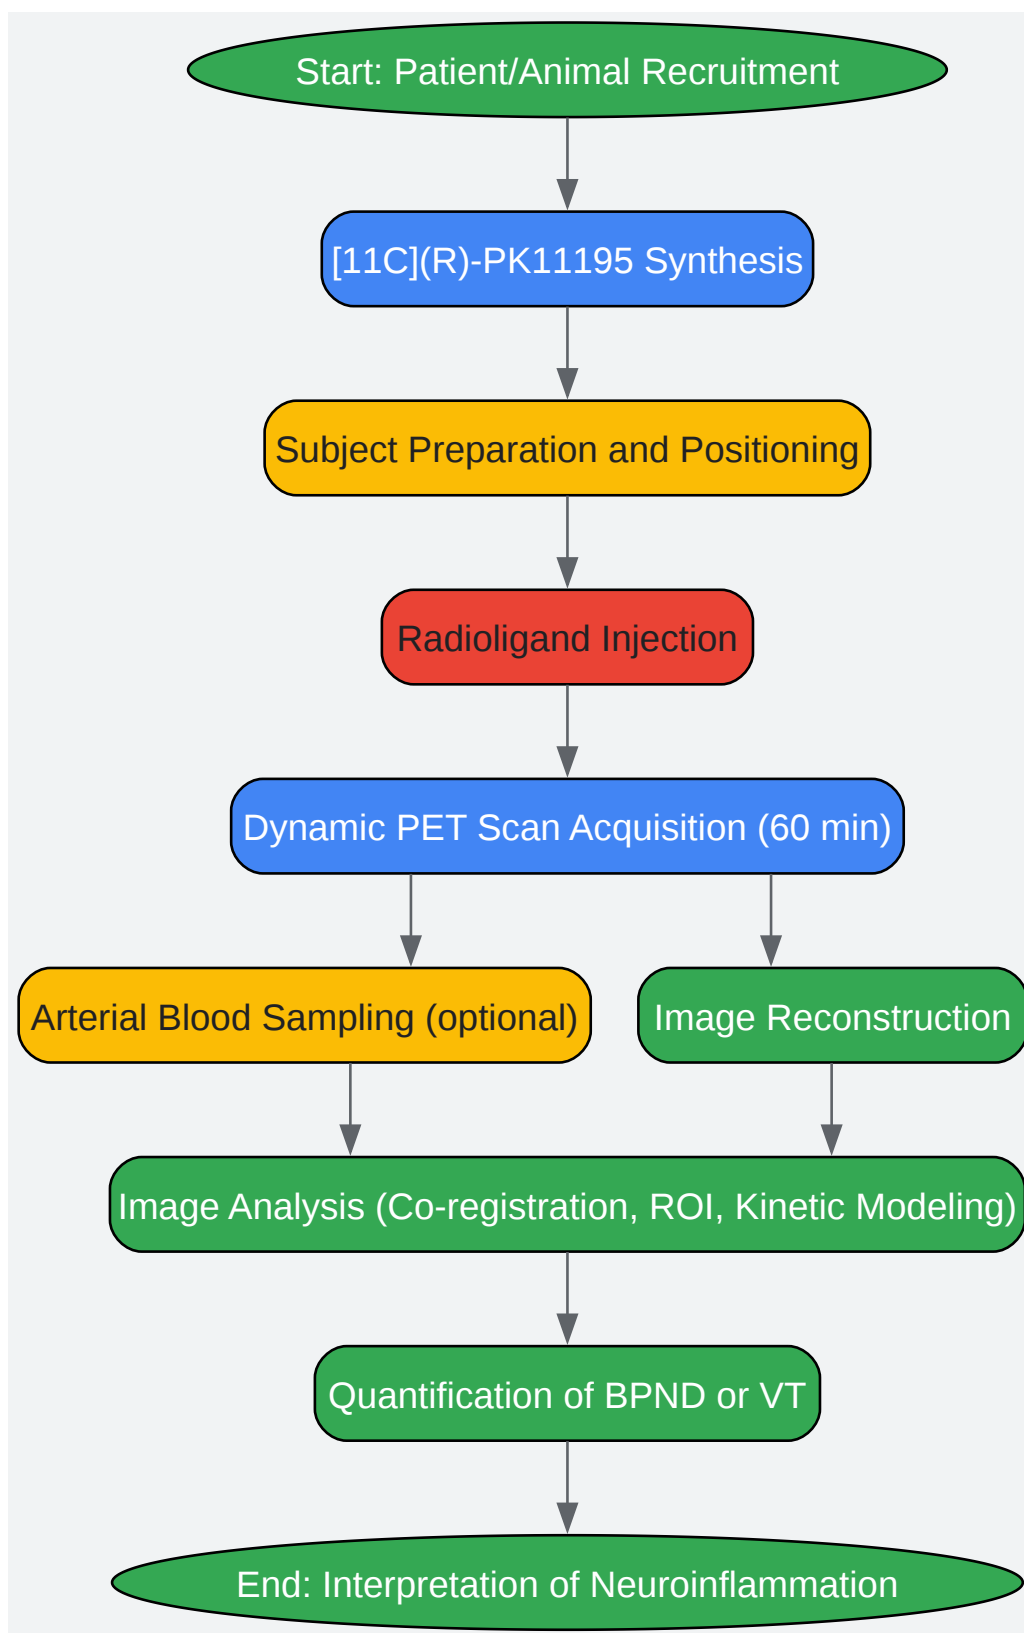 Start: Patient/Animal Recruitment
[11C](R)-PK11195 Synthesis
Subject Preparation and Positioning
Radioligand Injection
Dynamic PET Scan Acquisition (60 min)
Arterial Blood Sampling (optional)
Image Reconstruction
Image Analysis (Co-registration, ROI, Kinetic Modeling)
Quantification of BPND or VT
End: Interpretation of Neuroinflammation